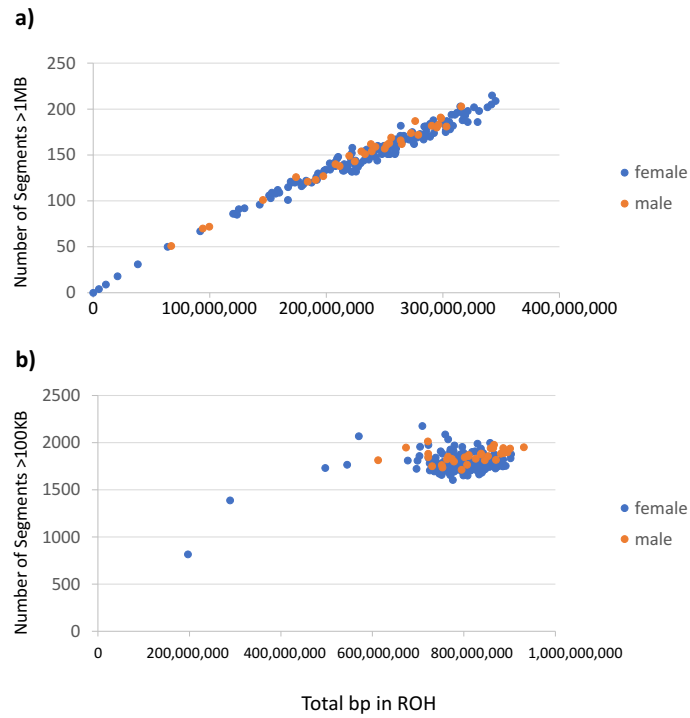 a)
Number of Segments >1MB
250
200
150
100
50
0
0
100,000,000
200,000,000
300,000,000
400,000,000
female
male
b)
Number of Segments >100KB
2500
2000
1500
1000
500
0
0
200,000,000
400,000,000
600,000,000
800,000,000
1,000,000,000
female
male
Total bp in ROH